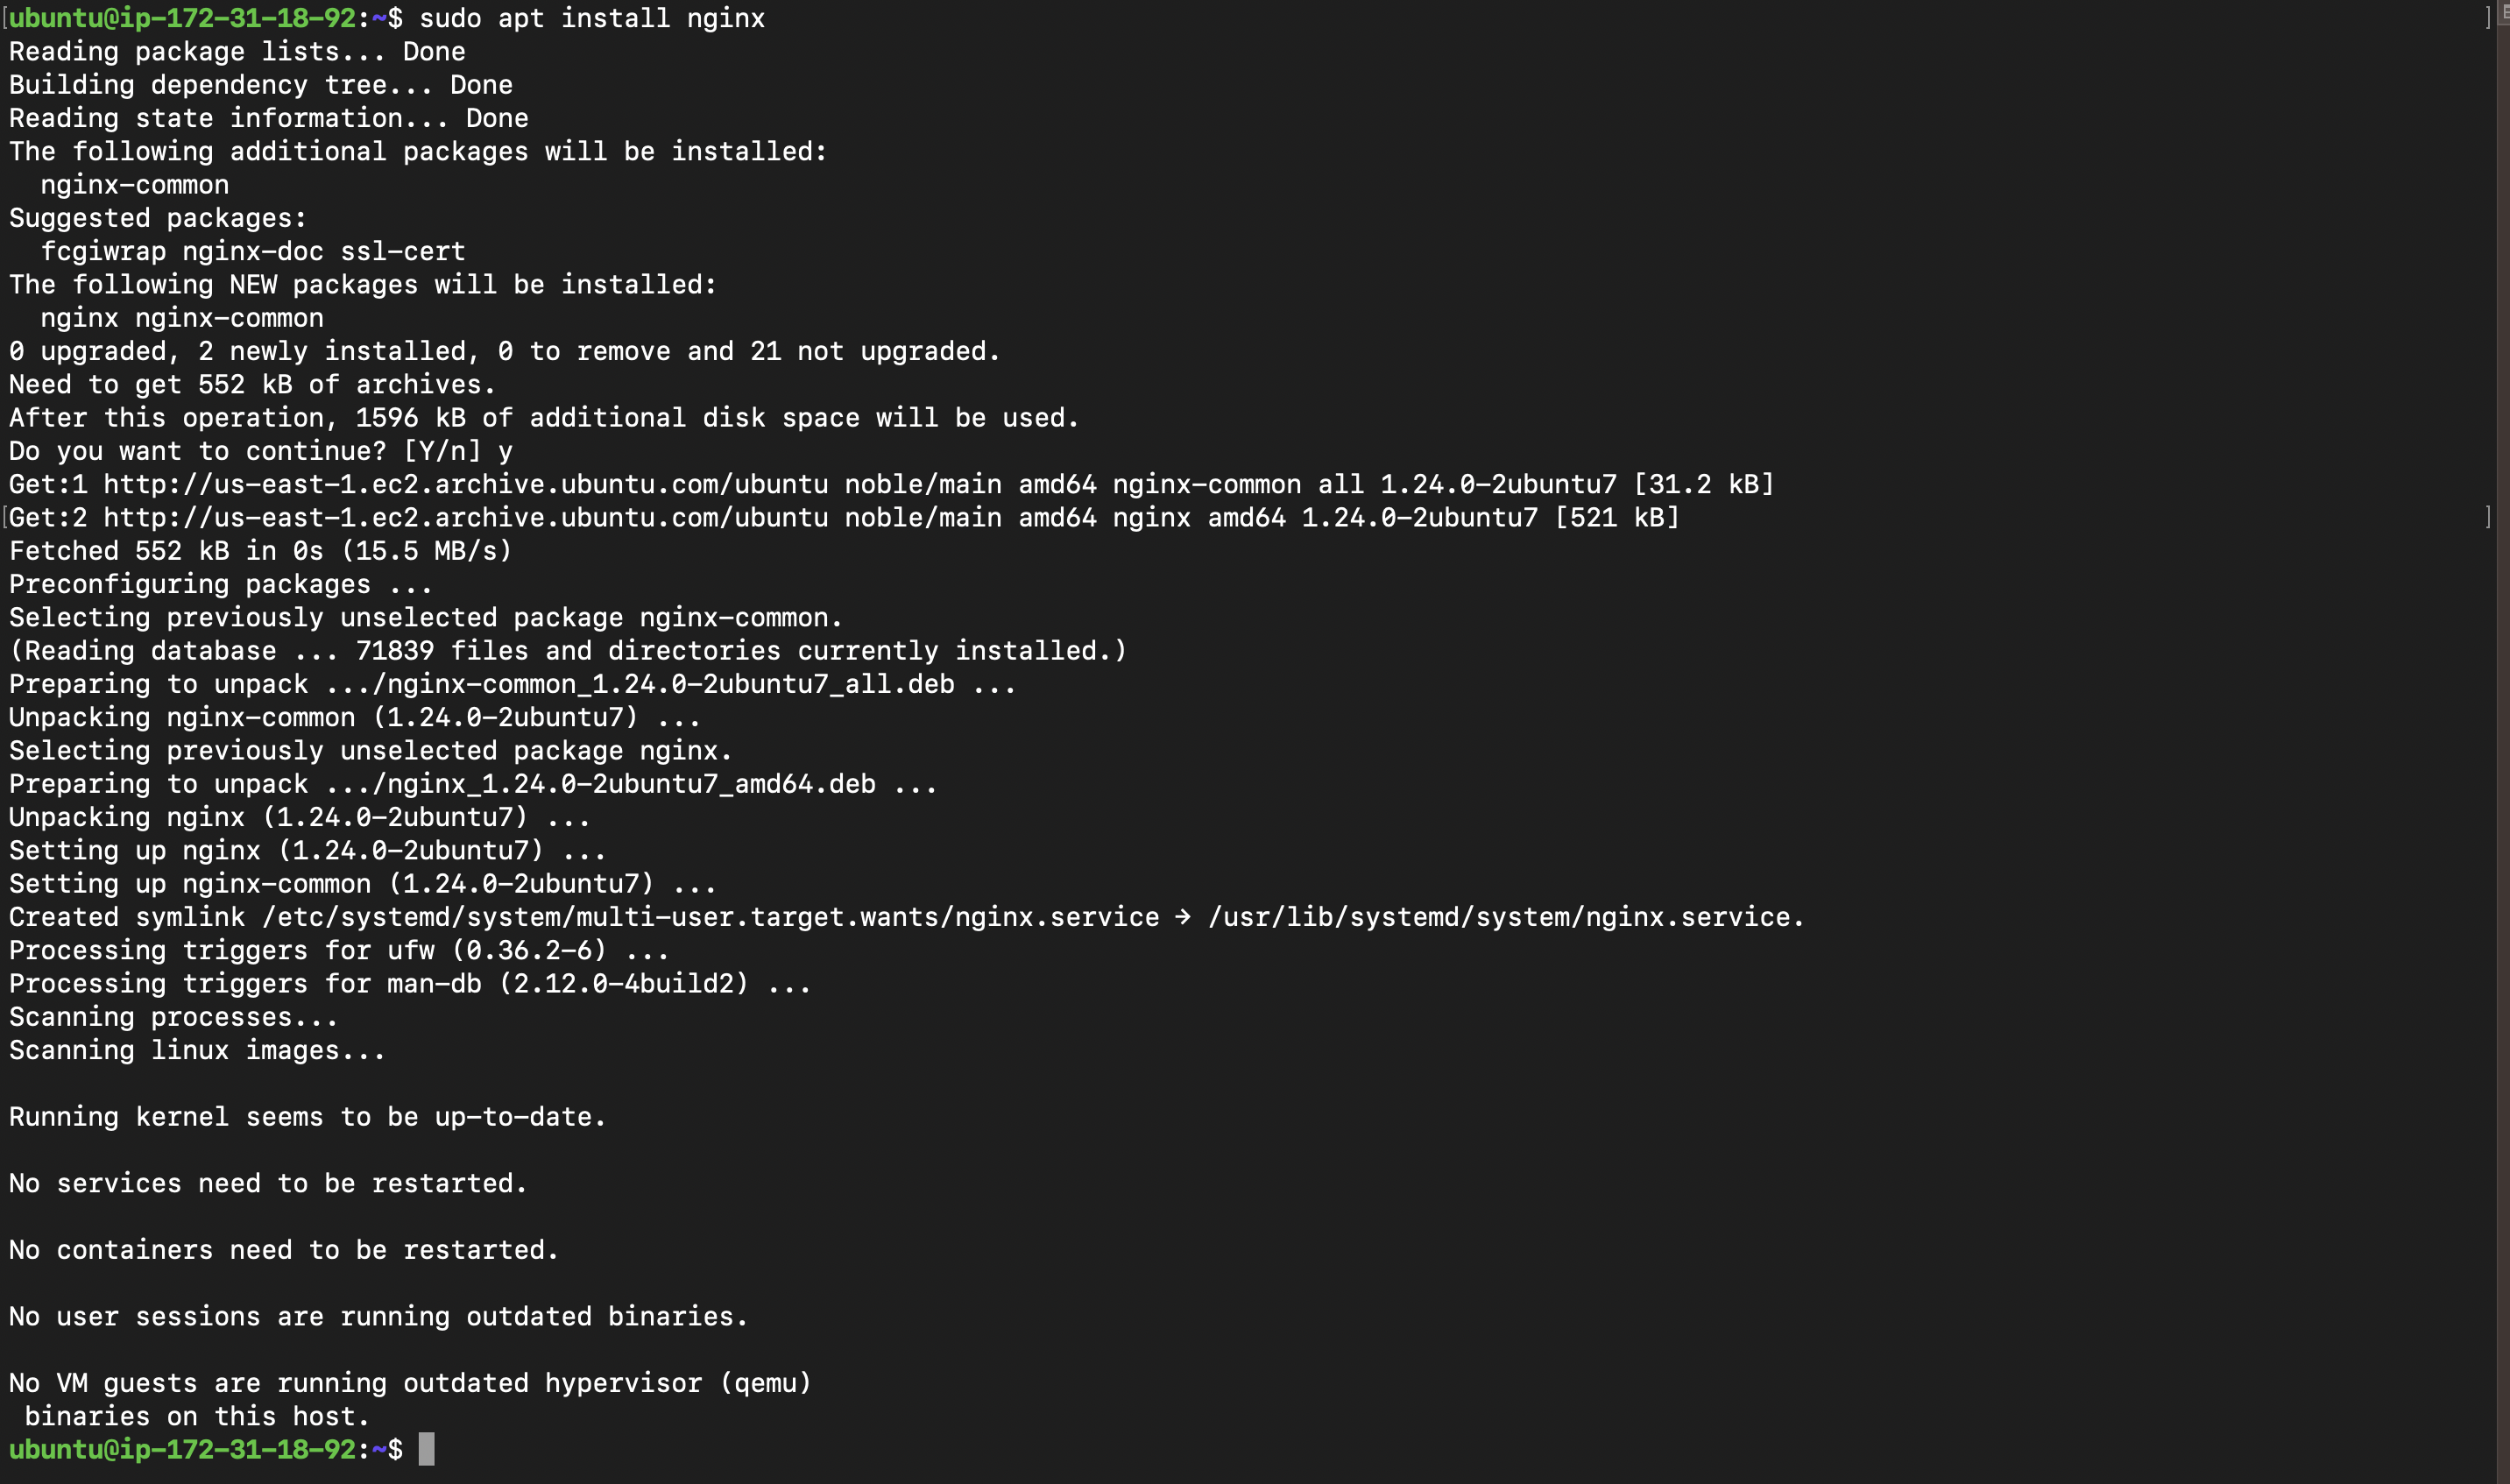 [ubuntu@ip-172-31-18-92:~$ sudo apt install nginx ]
Reading package lists... Done
Building dependency tree... Done
Reading state information... Done
The following additional packages will be installed:
  nginx-common
Suggested packages:
  fcgiwrap nginx-doc ssl-cert
The following NEW packages will be installed:
  nginx nginx-common
0 upgraded, 2 newly installed, 0 to remove and 21 not upgraded.
Need to get 552 kB of archives.
After this operation, 1596 kB of additional disk space will be used.
Do you want to continue? [Y/n] y
Get:1 http://us-east-1.ec2.archive.ubuntu.com/ubuntu noble/main amd64 nginx-common all 1.24.0-2ubuntu7 [31.2 kB]
[Get:2 http://us-east-1.ec2.archive.ubuntu.com/ubuntu noble/main amd64 nginx amd64 1.24.0-2ubuntu7 [521 kB] ]
Fetched 552 kB in 0s (15.5 MB/s)
Preconfiguring packages ...
Selecting previously unselected package nginx-common.
(Reading database ... 71839 files and directories currently installed.)
Preparing to unpack .../nginx-common_1.24.0-2ubuntu7_all.deb ...
Unpacking nginx-common (1.24.0-2ubuntu7) ...
Selecting previously unselected package nginx.
Preparing to unpack .../nginx_1.24.0-2ubuntu7_amd64.deb ...
Unpacking nginx (1.24.0-2ubuntu7) ...
Setting up nginx (1.24.0-2ubuntu7) ...
Setting up nginx-common (1.24.0-2ubuntu7) ...
Created symlink /etc/systemd/system/multi-user.target.wants/nginx.service → /usr/lib/systemd/system/nginx.service.
Processing triggers for ufw (0.36.2-6) ...
Processing triggers for man-db (2.12.0-4build2) ...
Scanning processes...
Scanning linux images...
Running kernel seems to be up-to-date.
No services need to be restarted.
No containers need to be restarted.
No user sessions are running outdated binaries.
No VM guests are running outdated hypervisor (qemu)
 binaries on this host.
ubuntu@ip-172-31-18-92:~$